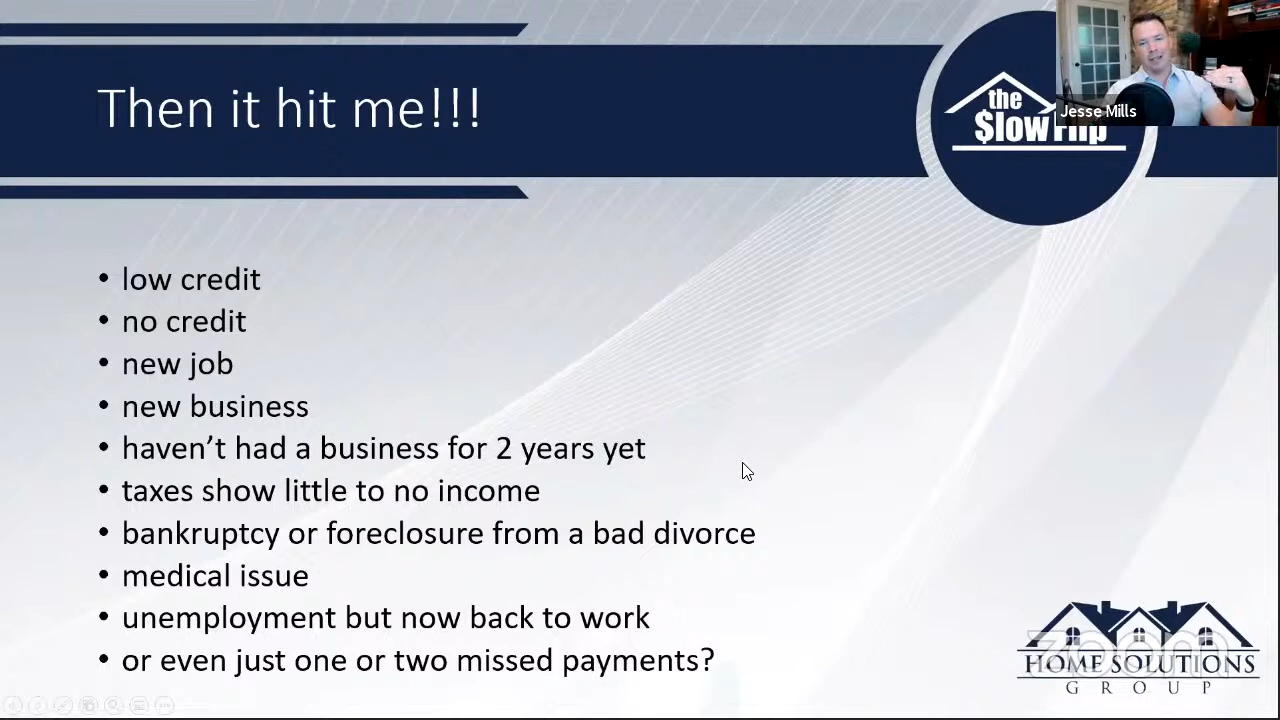 Then it hit me!!!
the
$low Flip
Jesse Mills
• low credit
• no credit
• new job
• new business
• haven’t had a business for 2 years yet
• taxes show little to no income
• bankruptcy or foreclosure from a bad divorce
• medical issue
• unemployment but now back to work
• or even just one or two missed payments?
zoom
HOME SOLUTIONS
GROUP